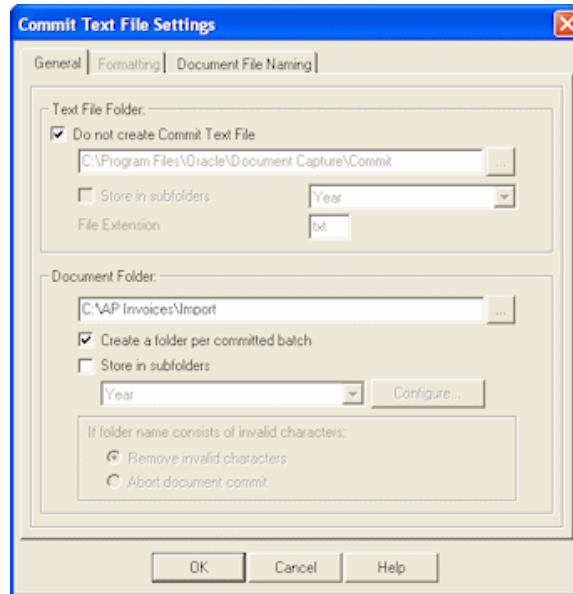 Commit Text File Settings
General Formatting Document File Naming
Text File Folder:
Do not create Commit Text File
C:\Program Files\Oracle\Document Capture\Commit ...
Store in subfolders Year
File Extension txt
Document Folder:
C:\AP Invoices\Import ...
Create a folder per committed batch
Store in subfolders
Year Configure...
If folder name consists of invalid characters:
Remove invalid characters
Abort document commit
OK Cancel Help